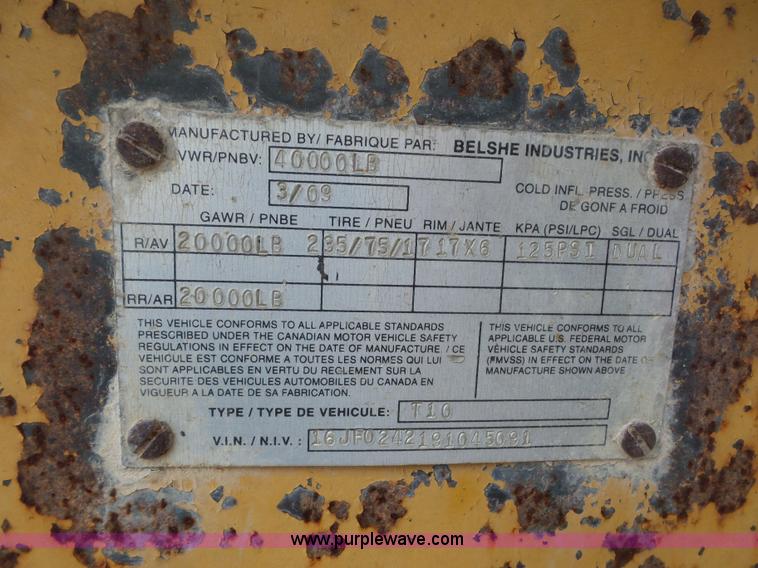 MANUFACTURED BY/ FABRIQUE PAR: BELSHE INDUSTRIES, INC
VWR/PNBV: 40000LB
DATE: 3/09
COLD INFL. PRESS. / PRESS
DE GONF A FROID
GAWR / PNBE TIRE / PNEU RIM / JANTE KPA (PSI/LPC) SGL / DUAL
R/AV 20000LB 235/75/17 17X6 125PSI DUAL
RR/AR 20000LB
THIS VEHICLE CONFORMS TO ALL APPLICABLE STANDARDS
PRESCRIBED UNDER THE CANADIAN MOTOR VEHICLE SAFETY
REGULATIONS IN EFFECT ON THE DATE OF MANUFACTURE. / CE
VEHICULE EST CONFORME A TOUTES LES NORMES QUI LUI
SONT APPLICABLES EN VERTU DU REGLEMENT SUR LA
SECURITE DES VEHICULES AUTOMOBILES DU CANADA EN
VIGUEUR A LA DATE DE SA FABRICATION.
THIS VEHICLE CONFORMS TO ALL
APPLICABLE U.S. FEDERAL MOTOR
VEHICLE SAFETY STANDARDS
(FMVSS) IN EFFECT ON THE DATE OF
MANUFACTURE SHOWN ABOVE
TYPE / TYPE DE VEHICULE: T10
V.I.N. / N.I.V. : 16JF0242191045081
www.purplewave.com